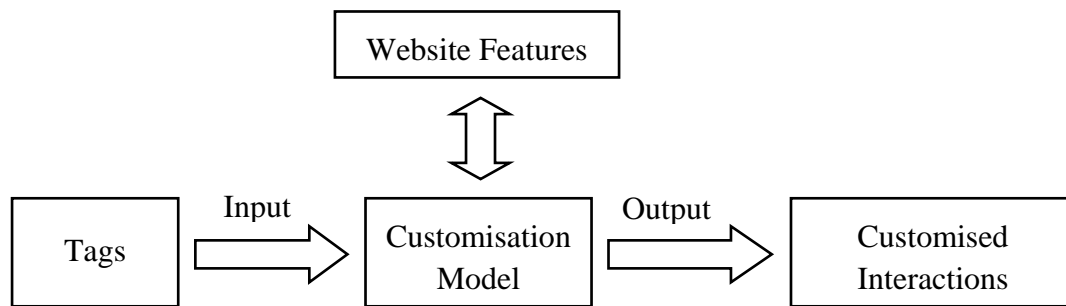 Website Features
Input
Output
Tags
Customisation
Model
Customised
Interactions